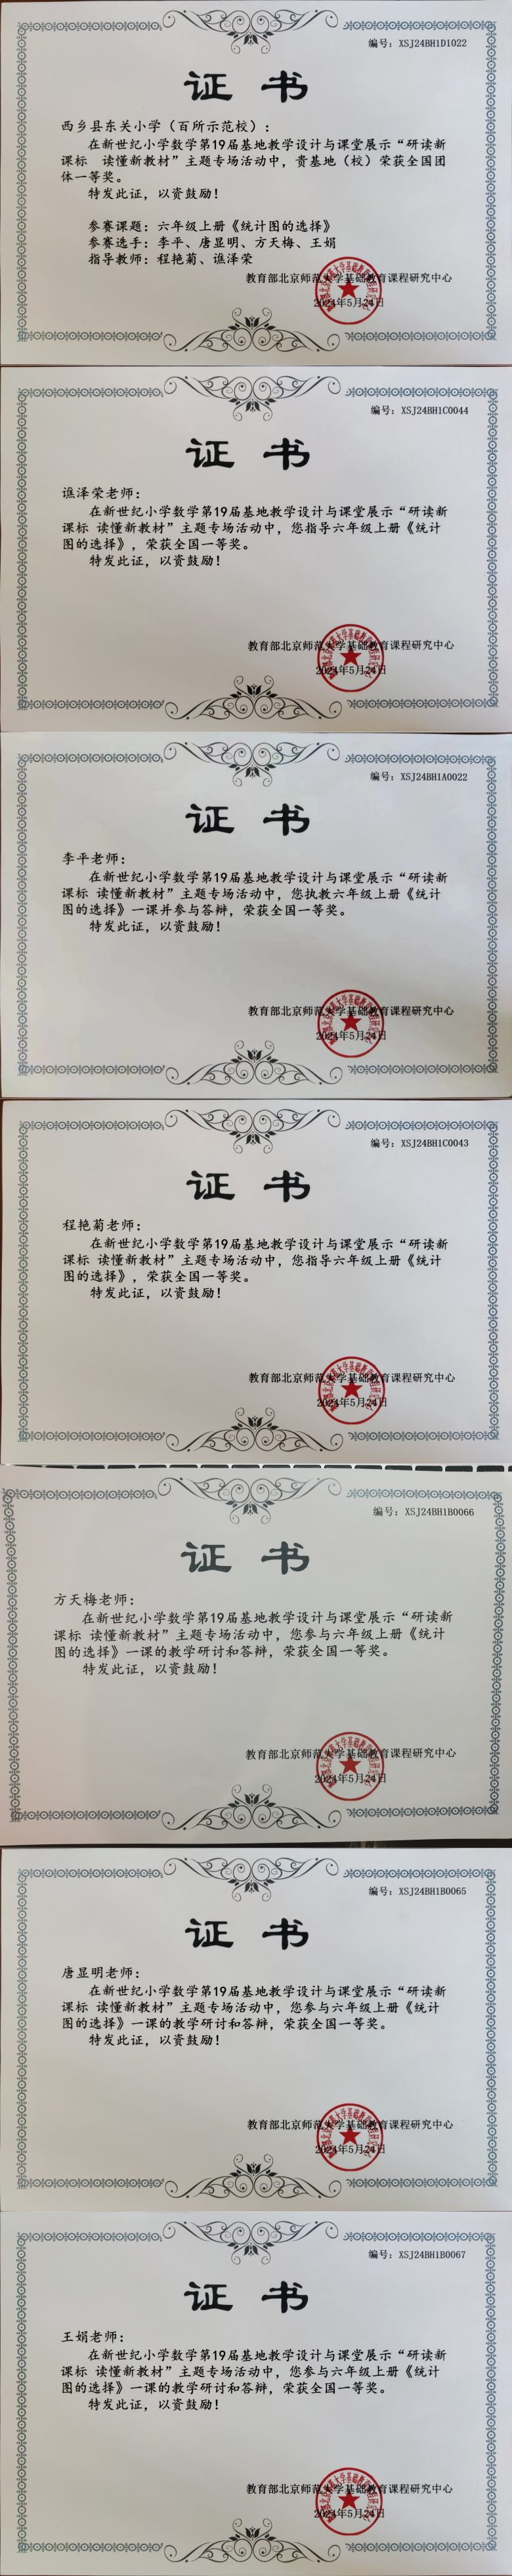 编号：XSJ24BH1D1022
证 书
西乡县东关小学（百所示范校）：
在新世纪小学数学第19届基地教学设计与课堂展示“研读新
课标 读懂新教材”主题专场活动中，贵基地（校）荣获全国团
体一等奖。
特发此证，以资鼓励！
参赛课题：六年级上册《统计图的选择》
参赛选手：李平、唐显明、方天梅、王娟
指导教师：程艳菊、谯泽荣
教育部北京师范大学基础教育课程研究中心
2024年5月24日
编号：XSJ24BH1C0044
证 书
谯泽荣老师：
在新世纪小学数学第19届基地教学设计与课堂展示“研读新
课标 读懂新教材”主题专场活动中，您指导六年级上册《统计
图的选择》，荣获全国一等奖。
特发此证，以资鼓励！
教育部北京师范大学基础教育课程研究中心
2024年5月24日
编号：XSJ24BH1A0022
证 书
李平老师：
在新世纪小学数学第19届基地教学设计与课堂展示“研读新
课标 读懂新教材”主题专场活动中，您执教六年级上册《统计
图的选择》一课并参与答辩，荣获全国一等奖。
特发此证，以资鼓励！
教育部北京师范大学基础教育课程研究中心
2024年5月24日
编号：XSJ24BH1C0043
证 书
程艳菊老师：
在新世纪小学数学第19届基地教学设计与课堂展示“研读新
课标 读懂新教材”主题专场活动中，您指导六年级上册《统计
图的选择》，荣获全国一等奖。
特发此证，以资鼓励！
教育部北京师范大学基础教育课程研究中心
2024年5月24日
编号：XSJ24BH1B0066
证 书
方天梅老师：
在新世纪小学数学第19届基地教学设计与课堂展示“研读新
课标 读懂新教材”主题专场活动中，您参与六年级上册《统计
图的选择》一课的教学研讨和答辩，荣获全国一等奖。
特发此证，以资鼓励！
教育部北京师范大学基础教育课程研究中心
2024年5月24日
编号：XSJ24BH1B0065
证 书
唐显明老师：
在新世纪小学数学第19届基地教学设计与课堂展示“研读新
课标 读懂新教材”主题专场活动中，您参与六年级上册《统计
图的选择》一课的教学研讨和答辩，荣获全国一等奖。
特发此证，以资鼓励！
教育部北京师范大学基础教育课程研究中心
2024年5月24日
编号：XSJ24BH1B0067
证 书
王娟老师：
在新世纪小学数学第19届基地教学设计与课堂展示“研读新
课标 读懂新教材”主题专场活动中，您参与六年级上册《统计
图的选择》一课的教学研讨和答辩，荣获全国一等奖。
特发此证，以资鼓励！
教育部北京师范大学基础教育课程研究中心
2024年5月24日